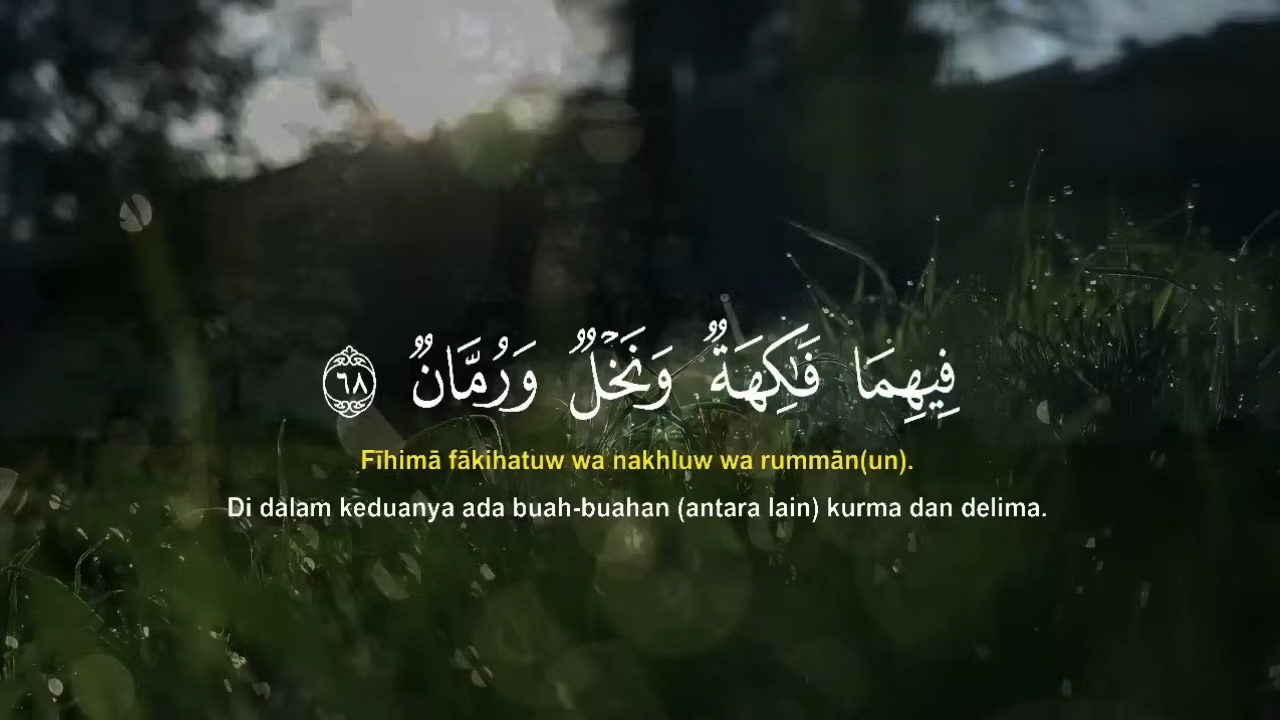 فِيهِمَا فَٰكِهَةٌ وَنَخْلٌ وَرُمَّانٌ ٦٨
Fīhimā fākihatuw wa nakhluw wa rummān(un).
Di dalam keduanya ada buah-buahan (antara lain) kurma dan delima.